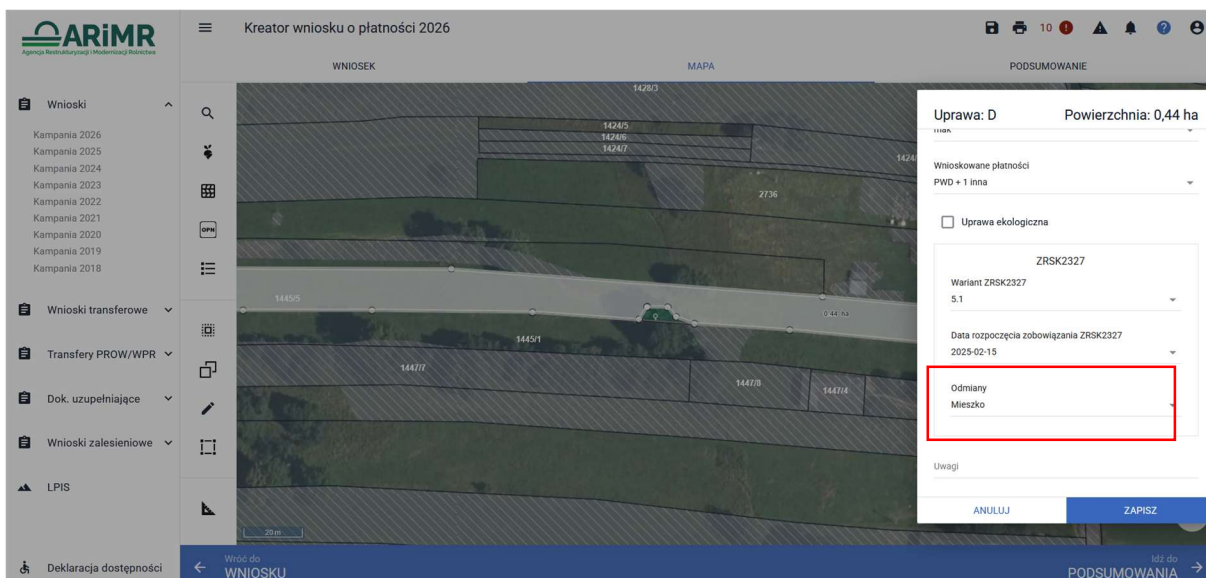 ARiMR
Agencja Restrukturyzacji i Modernizacji Rolnictwa
Kreator wniosku o płatności 2026
10
WNIOSEK
MAPA
PODSUMOWANIE
Wnioski
Kampania 2026
Kampania 2025
Kampania 2024
Kampania 2023
Kampania 2022
Kampania 2021
Kampania 2020
Kampania 2019
Kampania 2018
Wnioski transferowe
Transfery PROW/WPR
Dok. uzupełniające
Wnioski zalesieniowe
LPIS
Deklaracja dostępności
OPN
1428/3
1424/5
1424/6
1424/7
1424/
2736
1445/5
0.44 ha
1445/1
1447/7
1447/8
1447/4
20 m
Uprawa: D
Powierzchnia: 0,44 ha
mak
Wnioskowane płatności
PWD + 1 inna
Uprawa ekologiczna
ZRSK2327
Wariant ZRSK2327
5.1
Data rozpoczęcia zobowiązania ZRSK2327
2025-02-15
Odmiany
Mieszko
Uwagi
ANULUJ
ZAPISZ
Wróć do
WNIOSKU
Idź do
PODSUMOWANIA